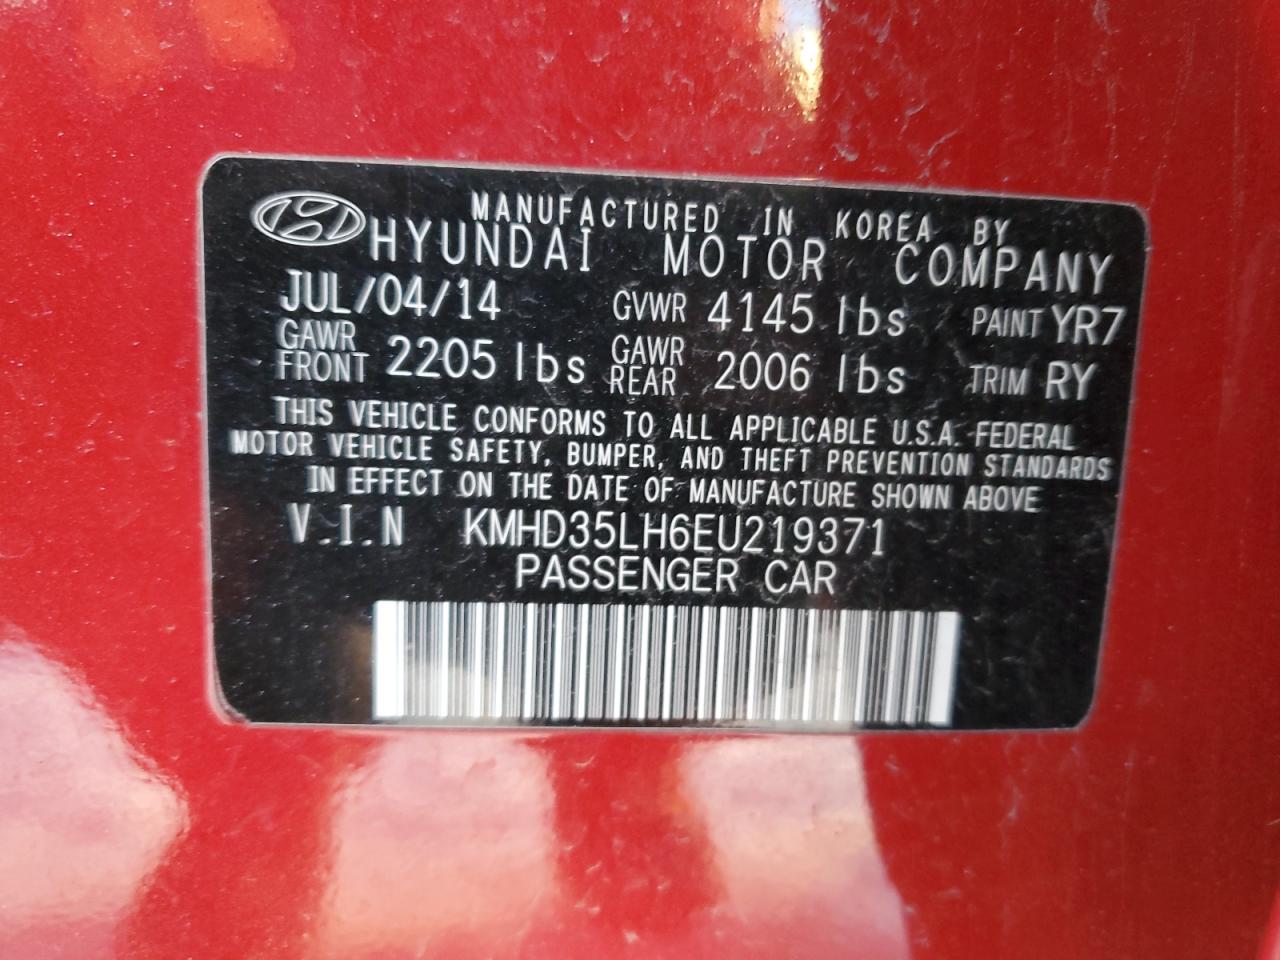 MANUFACTURED IN KOREA BY
HYUNDAI MOTOR COMPANY
JUL/04/14 GVWR 4145 lbs PAINT YR7
GAWR FRONT 2205 lbs GAWR REAR 2006 lbs TRIM RY
THIS VEHICLE CONFORMS TO ALL APPLICABLE U.S.A. FEDERAL
MOTOR VEHICLE SAFETY, BUMPER, AND THEFT PREVENTION STANDARDS
IN EFFECT ON THE DATE OF MANUFACTURE SHOWN ABOVE
V.I.N KMHD35LH6EU219371
PASSENGER CAR